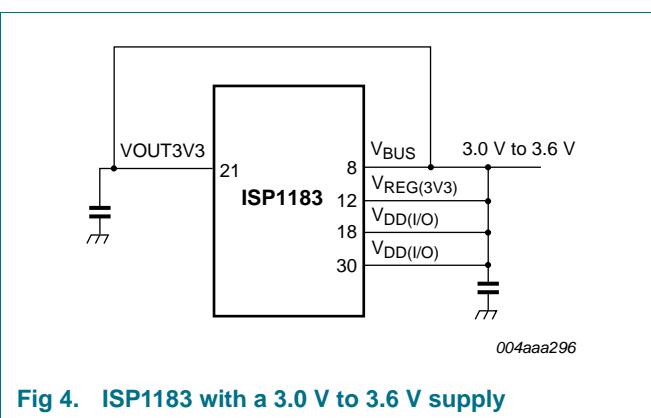 VOUT3V3
21
ISP1183
VBUS
8
3.0 V to 3.6 V
VREG(3V3)
12
VDD(I/O)
18
VDD(I/O)
30
004aaa296
Fig 4. ISP1183 with a 3.0 V to 3.6 V supply